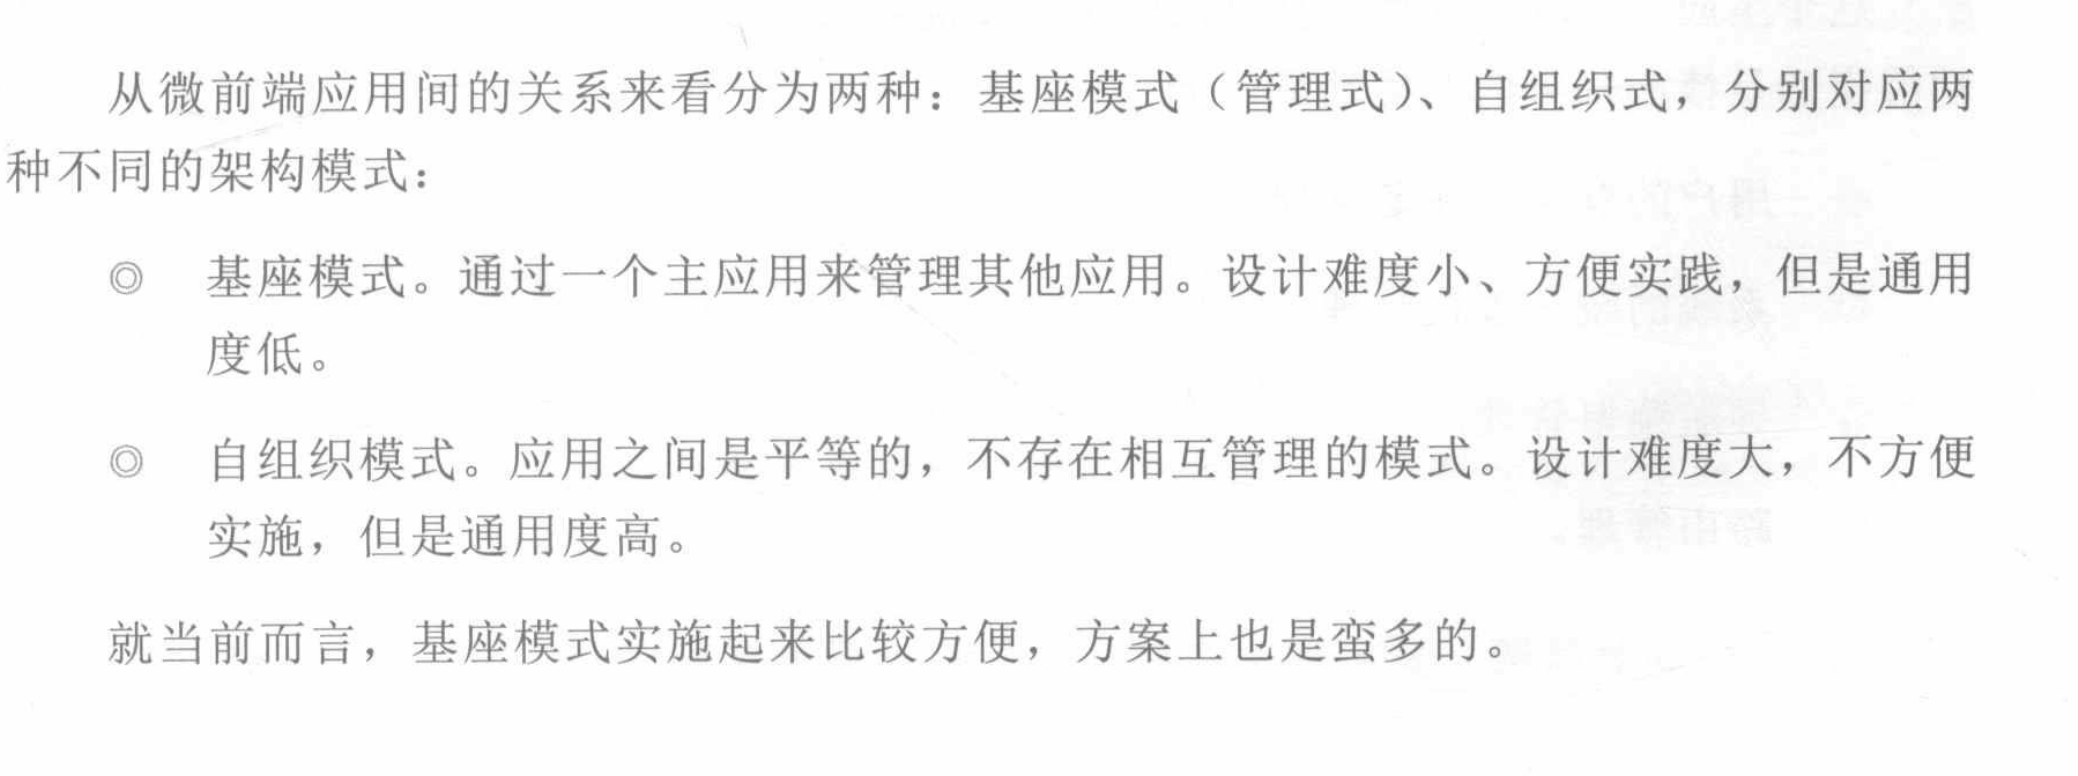 从微前端应用间的关系来看分为两种：基座模式（管理式）、自组织式，分别对应两
种不同的架构模式：
◎ 基座模式。通过一个主应用来管理其他应用。设计难度小、方便实践，但是通用
度低。
◎ 自组织模式。应用之间是平等的，不存在相互管理的模式。设计难度大，不方便
实施，但是通用度高。
就当前而言，基座模式实施起来比较方便，方案上也是蛮多的。